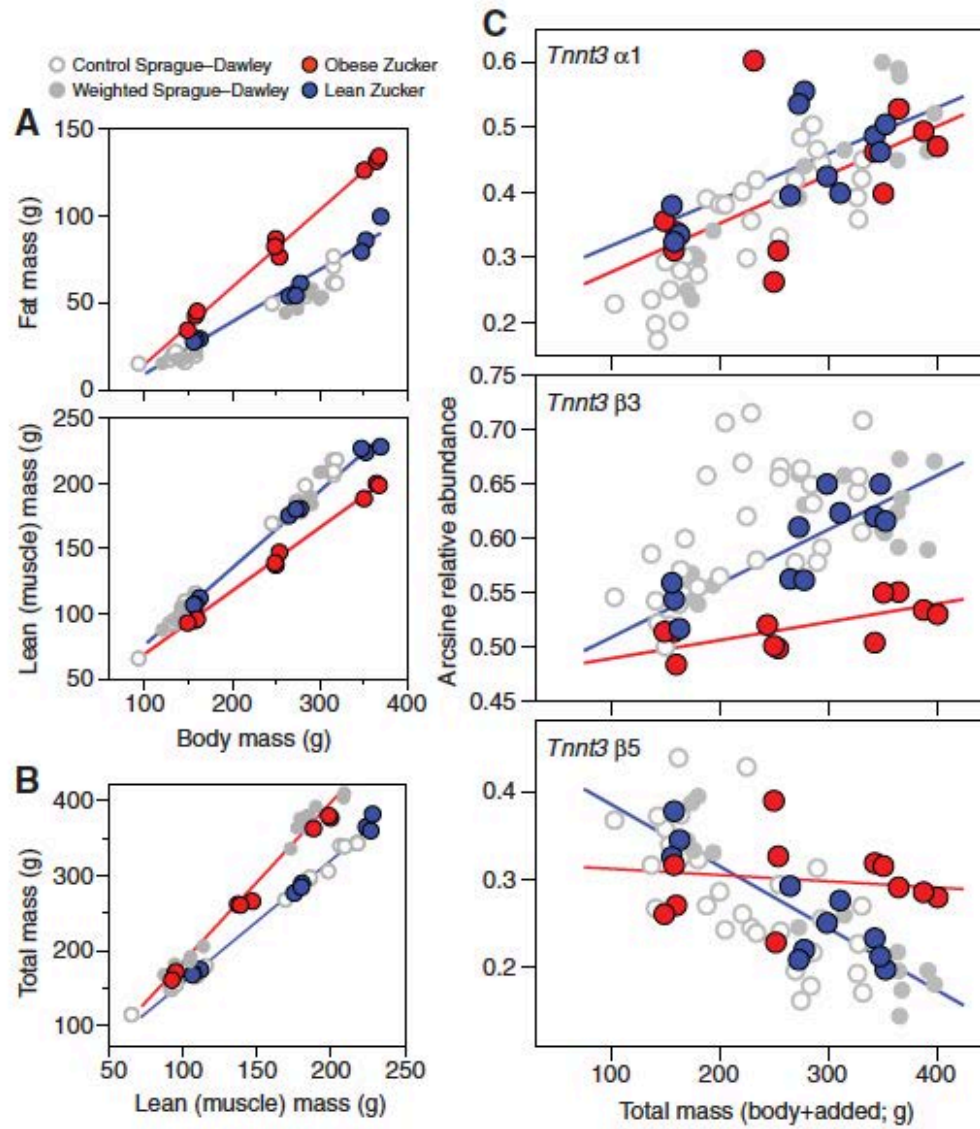 C
Control Sprague–Dawley
Obese Zucker
Weighted Sprague–Dawley
Lean Zucker
A
150
100
50
0
Fat mass (g)
250
200
150
100
50
Lean (muscle) mass (g)
100
200
300
400
Body mass (g)
B
400
300
200
100
Total mass (g)
50
100
150
200
250
Lean (muscle) mass (g)
Tnnt3 α1
0.6
0.5
0.4
0.3
0.2
Tnnt3 β3
0.75
0.70
0.65
0.60
0.55
0.50
0.45
Arcsine relative abundance
Tnnt3 β5
0.4
0.3
0.2
100
200
300
400
Total mass (body+added; g)